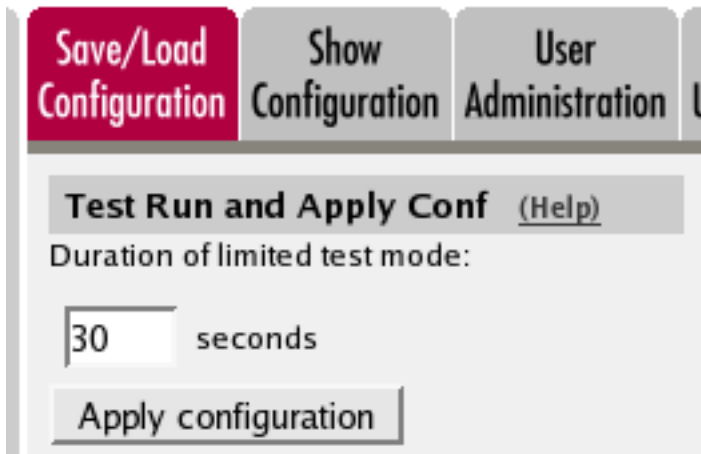 Save/Load Configuration
Show Configuration
User Administration
Test Run and Apply Conf (Help)
Duration of limited test mode:
30 seconds
Apply configuration